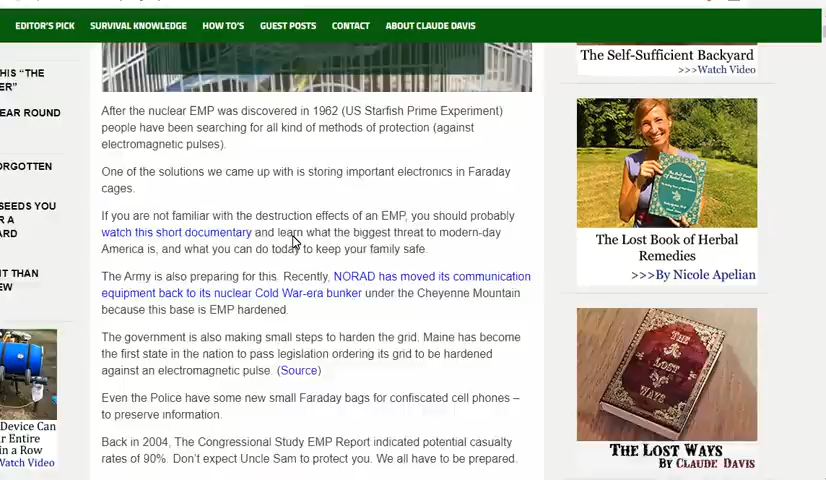 EDITOR'S PICK SURVIVAL KNOWLEDGE HOW TO'S GUEST POSTS CONTACT ABOUT CLAUDE DAVIS
HIS "THE
ER"
EAR ROUND
ORGOTTEN
SEEDS YOU
R A
ARD
IT THAN
EW
Device Can
r Entire
in a Row
Watch Video
After the nuclear EMP was discovered in 1962 (US Starfish Prime Experiment)
people have been searching for all kind of methods of protection (against
electromagnetic pulses).
One of the solutions we came up with is storing important electronics in Faraday
cages.
If you are not familiar with the destruction effects of an EMP, you should probably
watch this short documentary and learn what the biggest threat to modern-day
America is, and what you can do today to keep your family safe.
The Army is also preparing for this. Recently, NORAD has moved its communication
equipment back to its nuclear Cold War-era bunker under the Cheyenne Mountain
because this base is EMP hardened.
The government is also making small steps to harden the grid. Maine has become
the first state in the nation to pass legislation ordering its grid to be hardened
against an electromagnetic pulse. (Source)
Even the Police have some new small Faraday bags for confiscated cell phones –
to preserve information.
Back in 2004, The Congressional Study EMP Report indicated potential casualty
rates of 90%. Don't expect Uncle Sam to protect you. We all have to be prepared.
The Self-Sufficient Backyard
>>>Watch Video
The Lost Book of Herbal
Remedies
>>>By Nicole Apelian
THE
LOST
WAYS
THE LOST WAYS
BY CLAUDE DAVIS